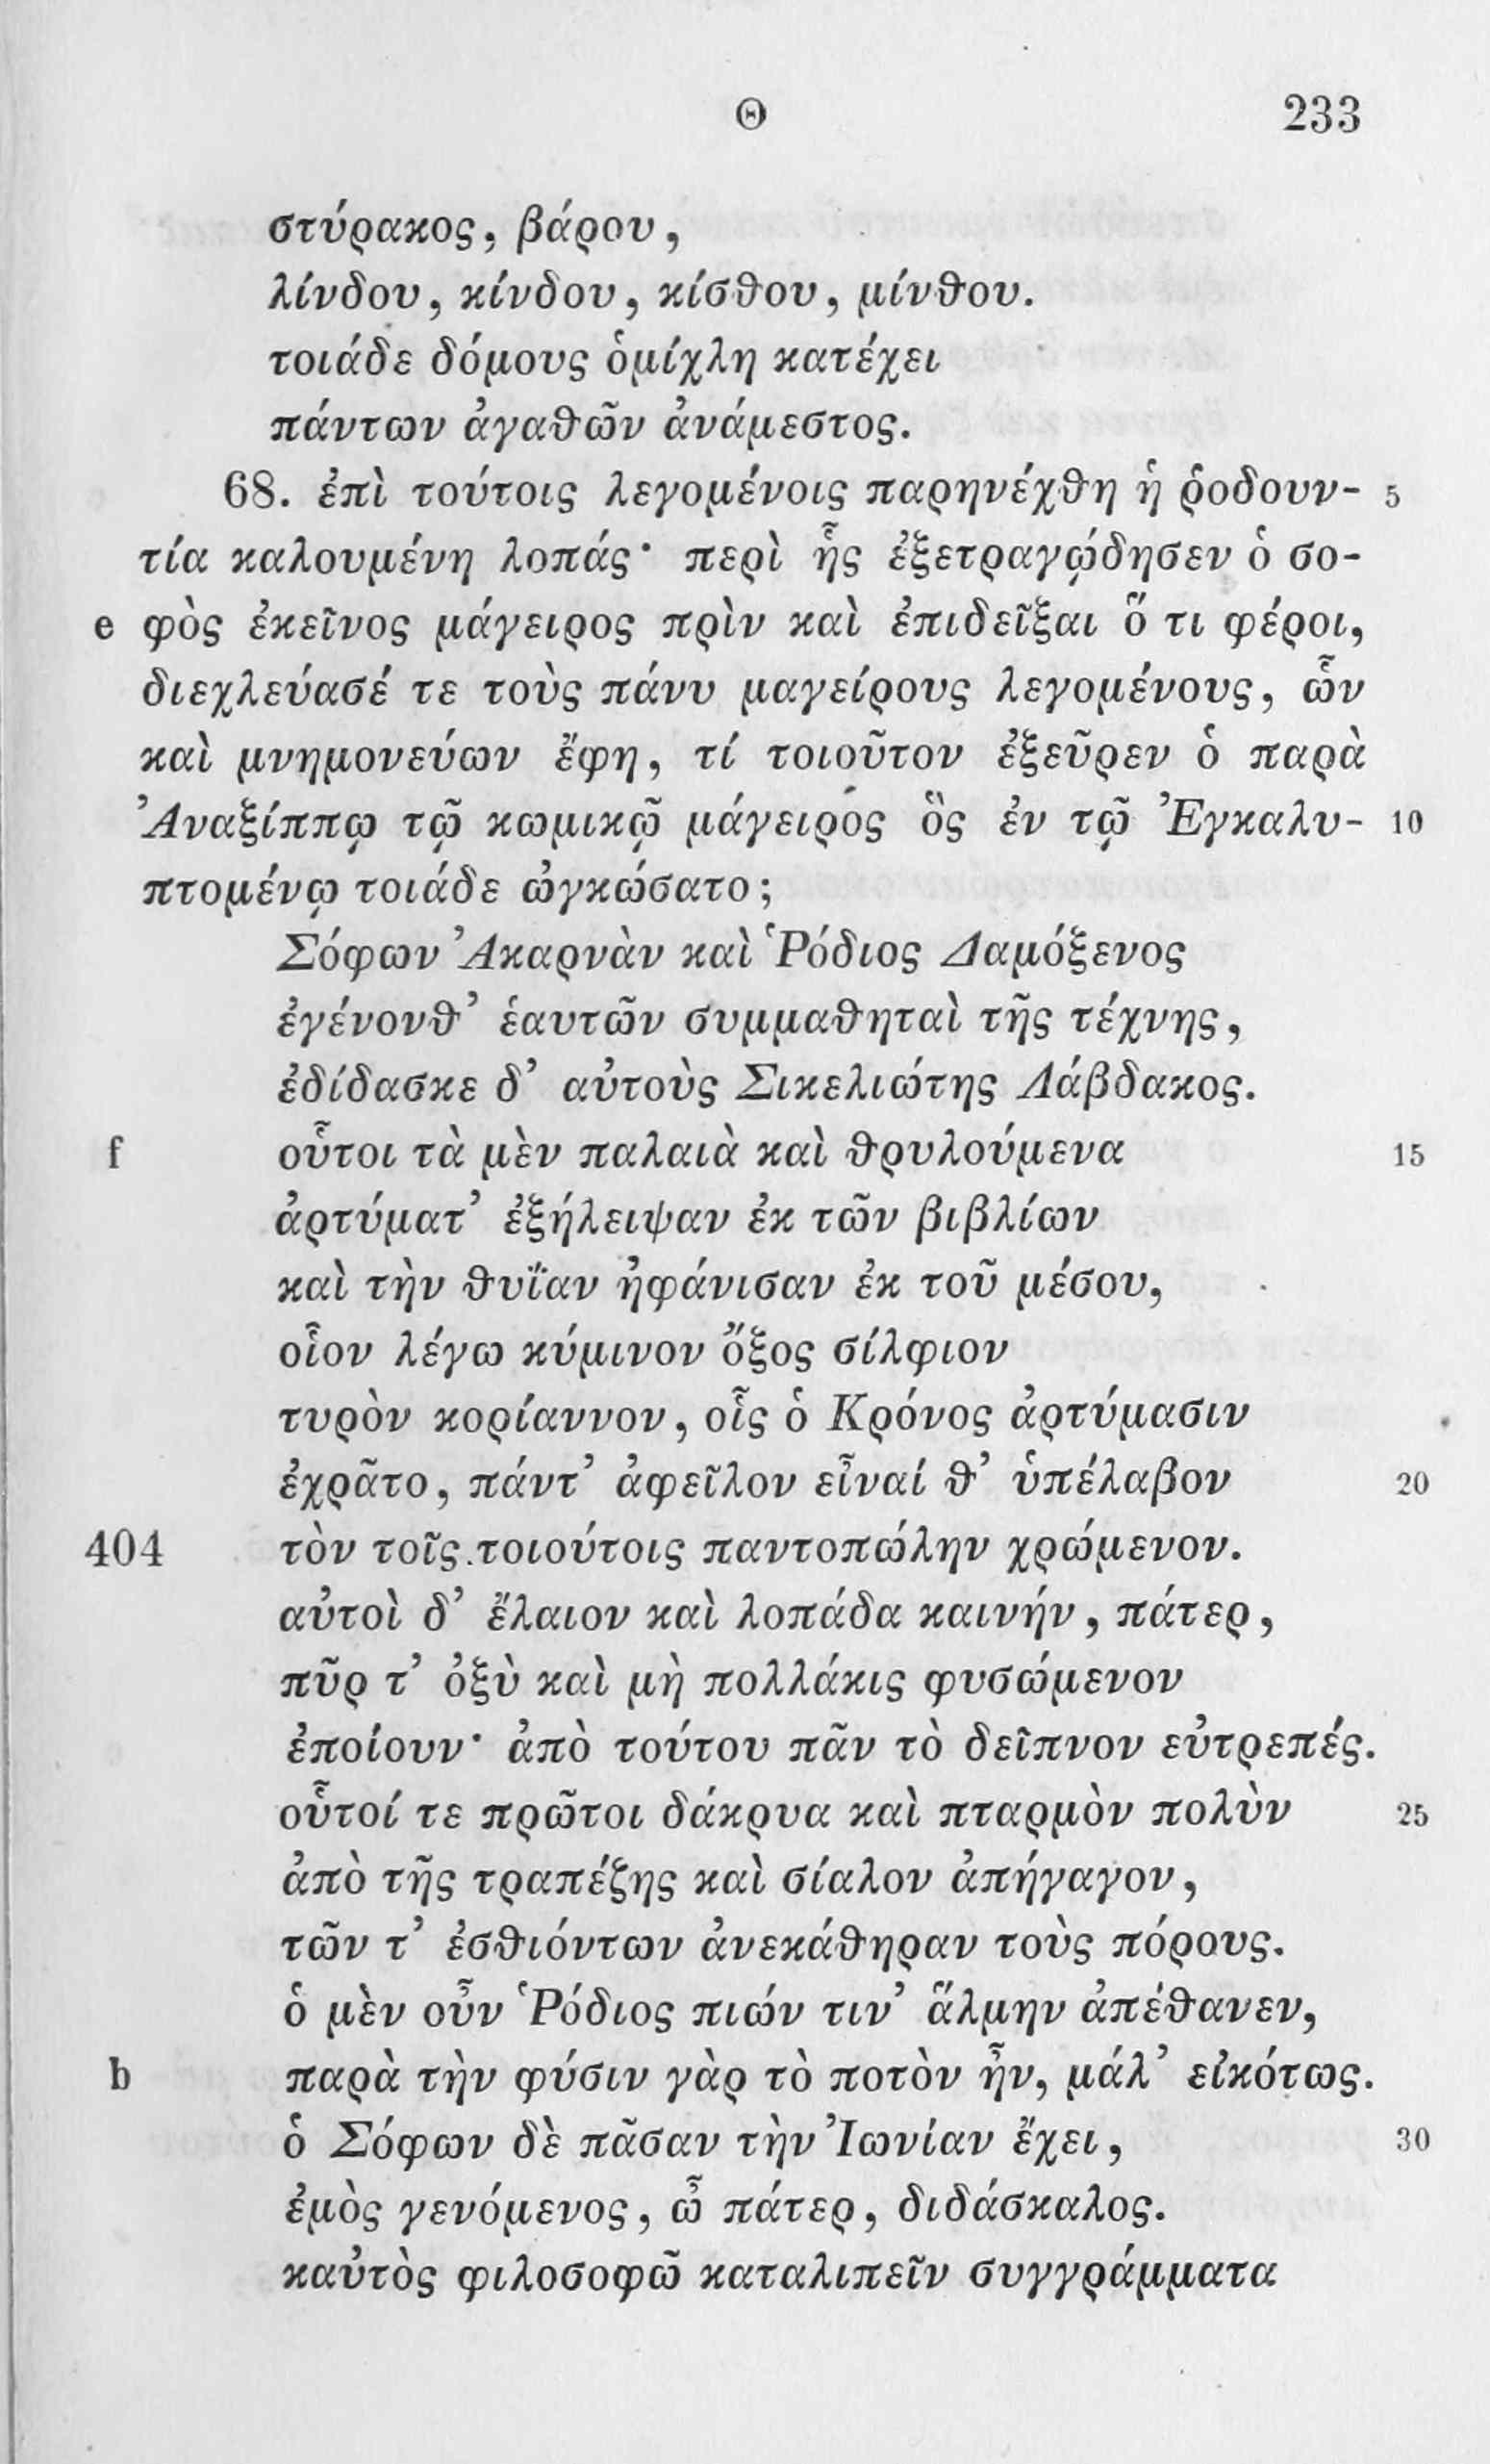 Θ 233
στύρακος, βάρου,
λίνδου, κίνδου, κίσθου, μίνθου.
τοιάδε δόμους ὁμίχλη κατέχει
πάντων ἀγαθῶν ἀνάμεστος.
68. ἐπὶ τούτοις λεγομένοις παρηνέχθη ἡ ῥοδουν- 5
τία καλουμένη λοπάς· περὶ ἧς ἐξετραγῴδησεν ὁ σο-
e φὸς ἐκεῖνος μάγειρος πρὶν καὶ ἐπιδεῖξαι ὅ τι φέροι,
διεχλεύασέ τε τοὺς πάνυ μαγείρους λεγομένους, ὧν
καὶ μνημονεύων ἔφη, τί τοιοῦτον ἐξεῦρεν ὁ παρὰ
Ἀναξίππῳ τῷ κωμικῷ μάγειρος ὃς ἐν τῷ Ἐγκαλυ- 10
πτομένῳ τοιάδε ὠγκώσατο;
Σόφων Ἀκαρνὰν καὶ Ῥόδιος Δαμόξενος
ἐγένονθ’ ἑαυτῶν συμμαθηταὶ τῆς τέχνης,
ἐδίδασκε δ’ αὐτοὺς Σικελιώτης Λάβδακος.
f οὗτοι τὰ μὲν παλαιὰ καὶ θρυλούμενα 15
ἀρτύματ’ ἐξήλειψαν ἐκ τῶν βιβλίων
καὶ τὴν θυΐαν ἠφάνισαν ἐκ τοῦ μέσου,
οἷον λέγω κύμινον ὄξος σίλφιον
τυρὸν κορίαννον, οἷς ὁ Κρόνος ἀρτύμασιν
ἐχρᾶτο, πάντ’ ἀφεῖλον εἶναί θ’ ὑπέλαβον 20
404 τὸν τοῖς τοιούτοις παντοπώλην χρώμενον.
αὐτοὶ δ’ ἔλαιον καὶ λοπάδα καινήν, πάτερ,
πῦρ τ’ ὀξὺ καὶ μὴ πολλάκις φυσώμενον
ἐποίουν· ἀπὸ τούτου πᾶν τὸ δεῖπνον εὐτρεπές.
οὗτοί τε πρῶτοι δάκρυα καὶ πταρμὸν πολὺν 25
ἀπὸ τῆς τραπέζης καὶ σίαλον ἀπήγαγον,
τῶν τ’ ἐσθιόντων ἀνεκάθηραν τοὺς πόρους.
ὁ μὲν οὖν Ῥόδιος πιών τιν’ ἅλμην ἀπέθανεν,
b παρὰ τὴν φύσιν γὰρ τὸ ποτὸν ἦν, μάλ’ εἰκότως.
ὁ Σόφων δὲ πᾶσαν τὴν Ἰωνίαν ἔχει, 30
ἐμὸς γενόμενος, ὦ πάτερ, διδάσκαλος.
καὐτὸς φιλοσοφῶ καταλιπεῖν συγγράμματα